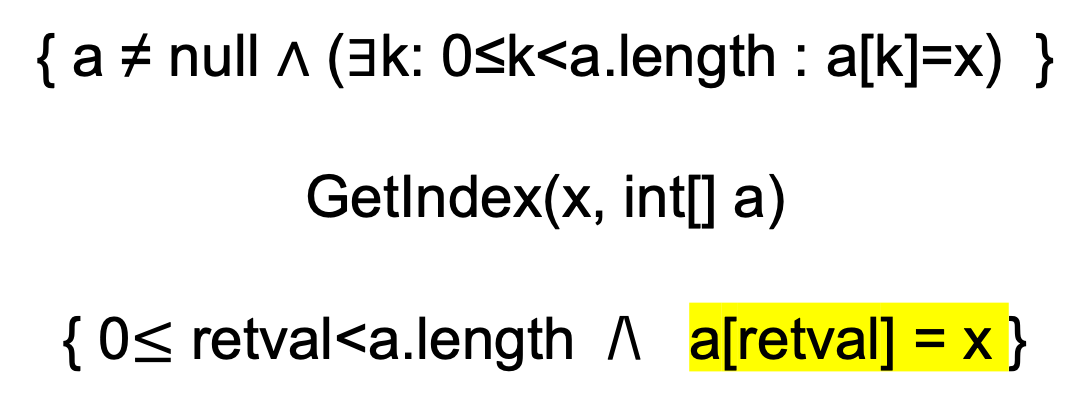 { a ≠ null ∧ (∃k: 0≤k<a.length : a[k]=x) }
GetIndex(x, int[] a)
{ 0≤ retval<a.length /\ a[retval] = x }